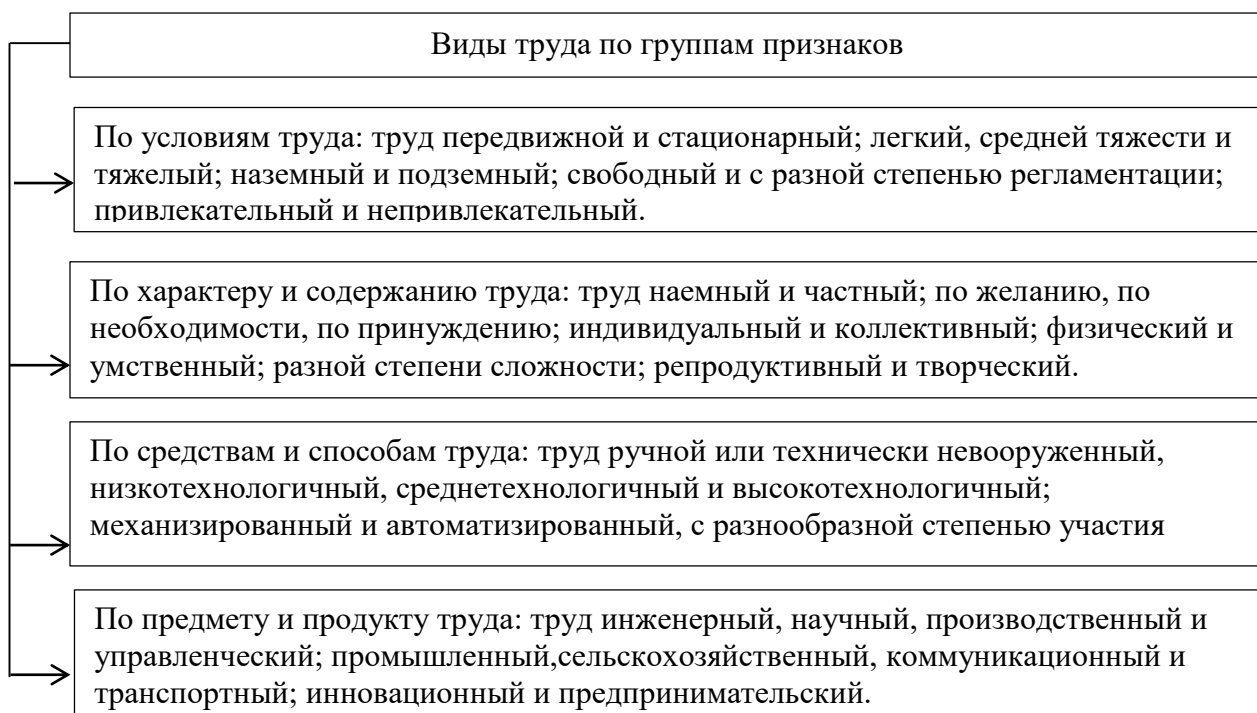 Виды труда по группам признаков
По условиям труда: труд передвижной и стационарный; легкий, средней тяжести и
тяжелый; наземный и подземный; свободный и с разной степенью регламентации;
привлекательный и непривлекательный.
По характеру и содержанию труда: труд наемный и частный; по желанию, по
необходимости, по принуждению; индивидуальный и коллективный; физический и
умственный; разной степени сложности; репродуктивный и творческий.
По средствам и способам труда: труд ручной или технически невооруженный,
низкотехнологичный, среднетехнологичный и высокотехнологичный;
механизированный и автоматизированный, с разнообразной степенью участия
По предмету и продукту труда: труд инженерный, научный, производственный и
управленческий; промышленный,сельскохозяйственный, коммуникационный и
транспортный; инновационный и предпринимательский.